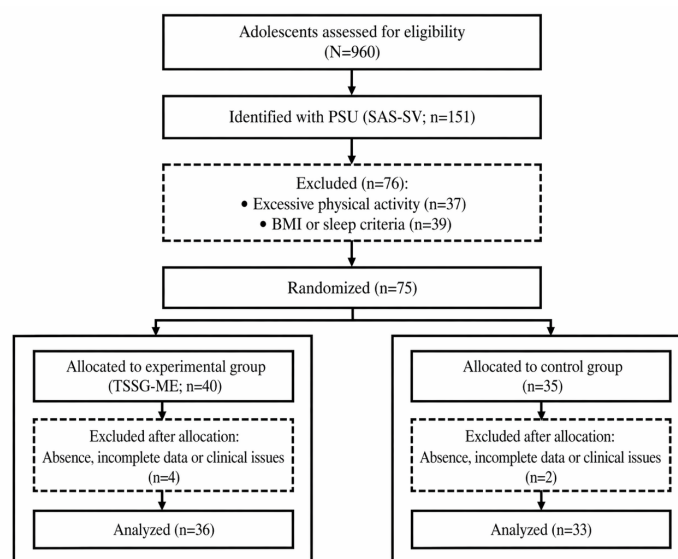 Adolescents assessed for eligibility
(N=960)
Identified with PSU (SAS-SV; n=151)
Excluded (n=76):
• Excessive physical activity (n=37)
• BMI or sleep criteria (n=39)
Randomized (n=75)
Allocated to experimental group
(TSSG-ME; n=40)
Excluded after allocation:
Absence, incomplete data or clinical issues
(n=4)
Analyzed (n=36)
Allocated to control group
(n=35)
Excluded after allocation:
Absence, incomplete data or clinical issues
(n=2)
Analyzed (n=33)